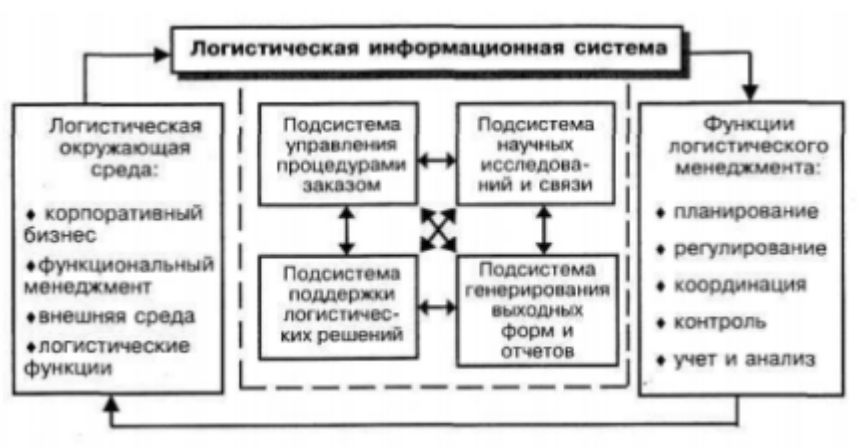 Логистическая информационная система
Логистическая
окружающая
среда:
♦ корпоративный
бизнес
♦функциональный
менеджмент
♦внешняя среда
♦логистические
функции
Подсистема
управления
процедурами
заказом
Подсистема
научных
исследова-
ний и связи
Подсистема
поддержки
логистичес-
ких решений
Подсистема
генерирования
выходных
форм и
отчетов
Функции
логистического
менеджмента:
♦ планирование
♦ регулирование
♦ координация
♦ контроль
♦ учет и анализ